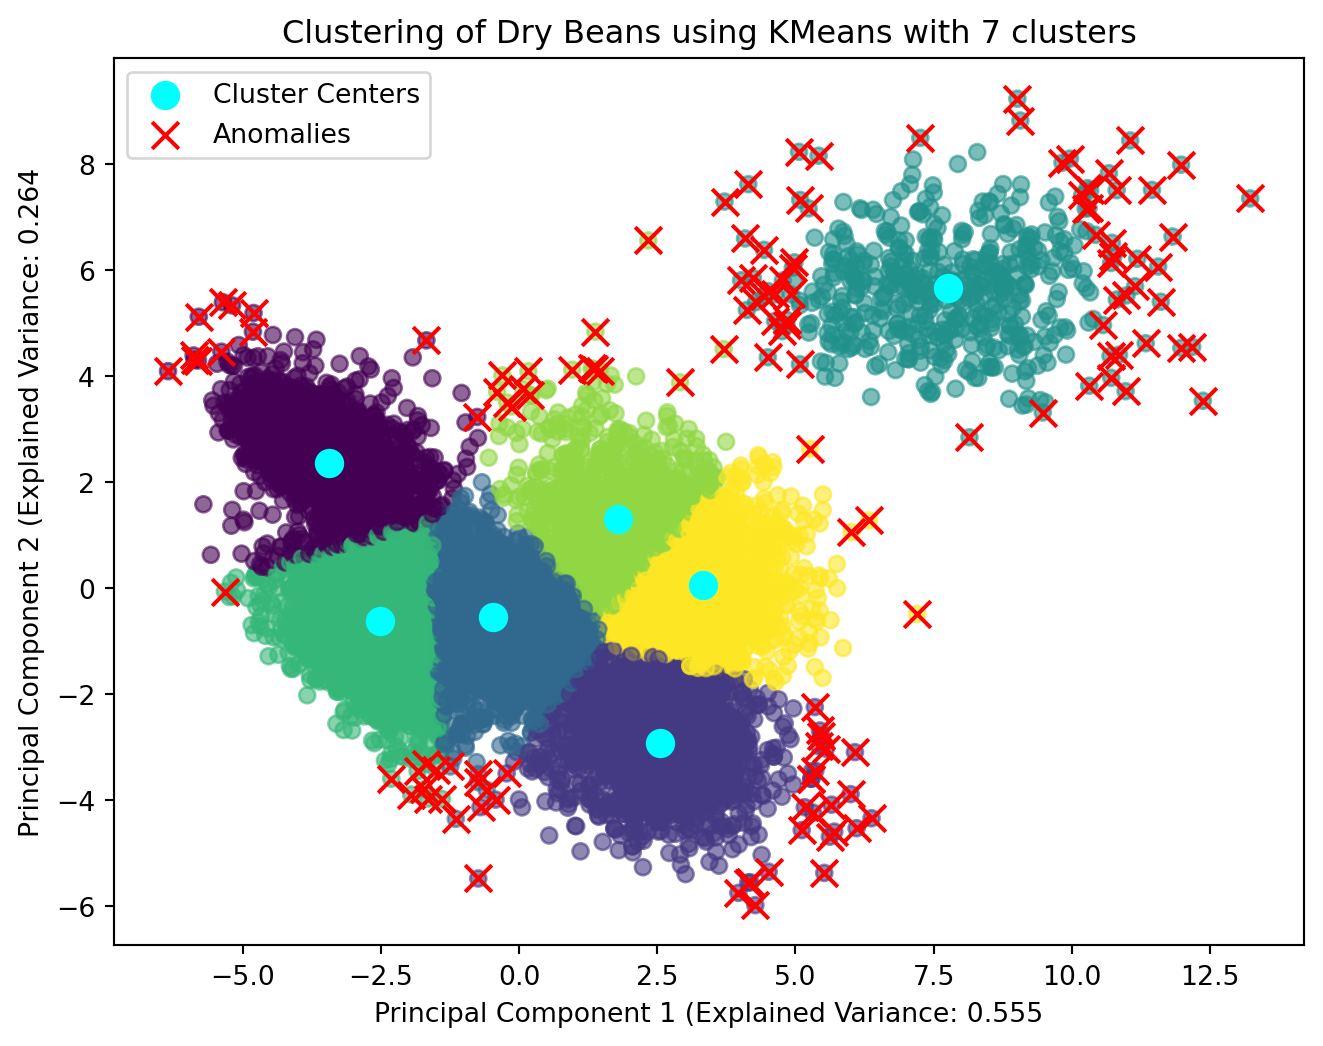 Clustering of Dry Beans using KMeans with 7 clusters
Cluster Centers
Anomalies
Principal Component 2 (Explained Variance: 0.264
8
6
4
2
0
−2
−4
−6
−5.0 −2.5 0.0 2.5 5.0 7.5 10.0 12.5
Principal Component 1 (Explained Variance: 0.555